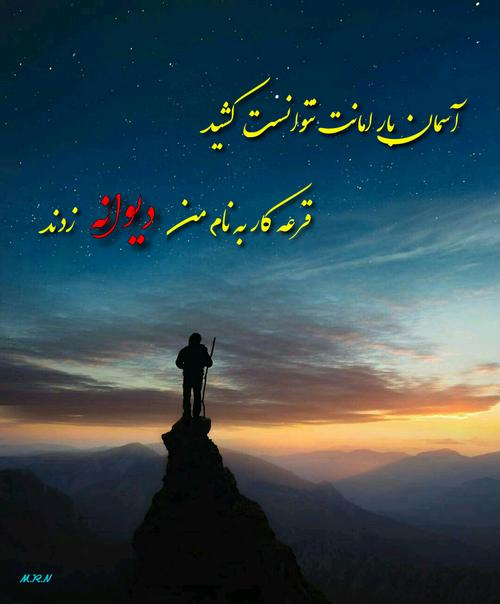 آسمان بار امانت نتوانست کشید
قرعه کار به نام من دیوانه زدند
M.R.N